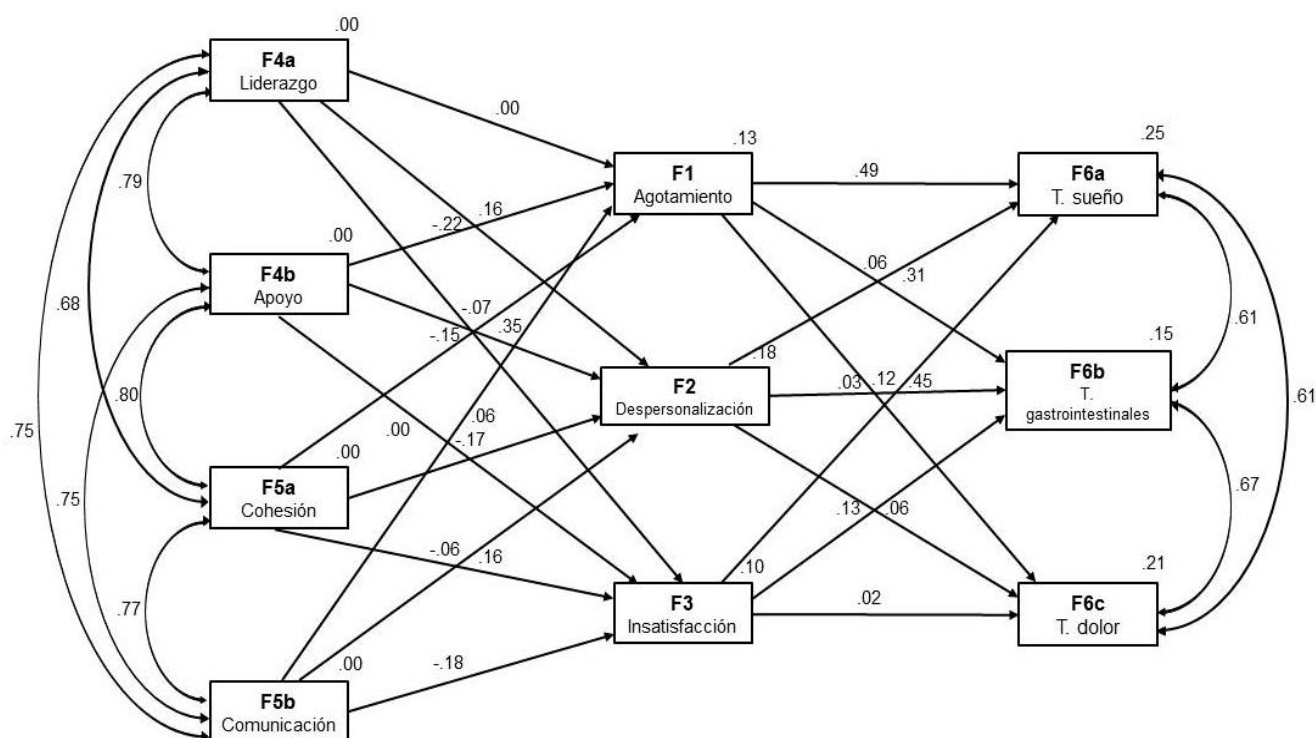 .00
F4a
Liderazgo
.00
.13
.25
F1
Agotamiento
.49
F6a
T. sueño
.79
.00
-.22
.16
F4b
Apoyo
.06
.31
.68
-.07
-.15
.35
.61
.18
.15
F2
Despersonalización
.03
.12
.45
F6b
T.
gastrointestinales
.61
.80
.75
.06
.00
-.17
.00
F5a
Cohesión
.75
.67
.13
.06
-.06
.16
.10
.21
.77
F3
Insatisfacción
.02
F6c
T. dolor
.00
-.18
F5b
Comunicación